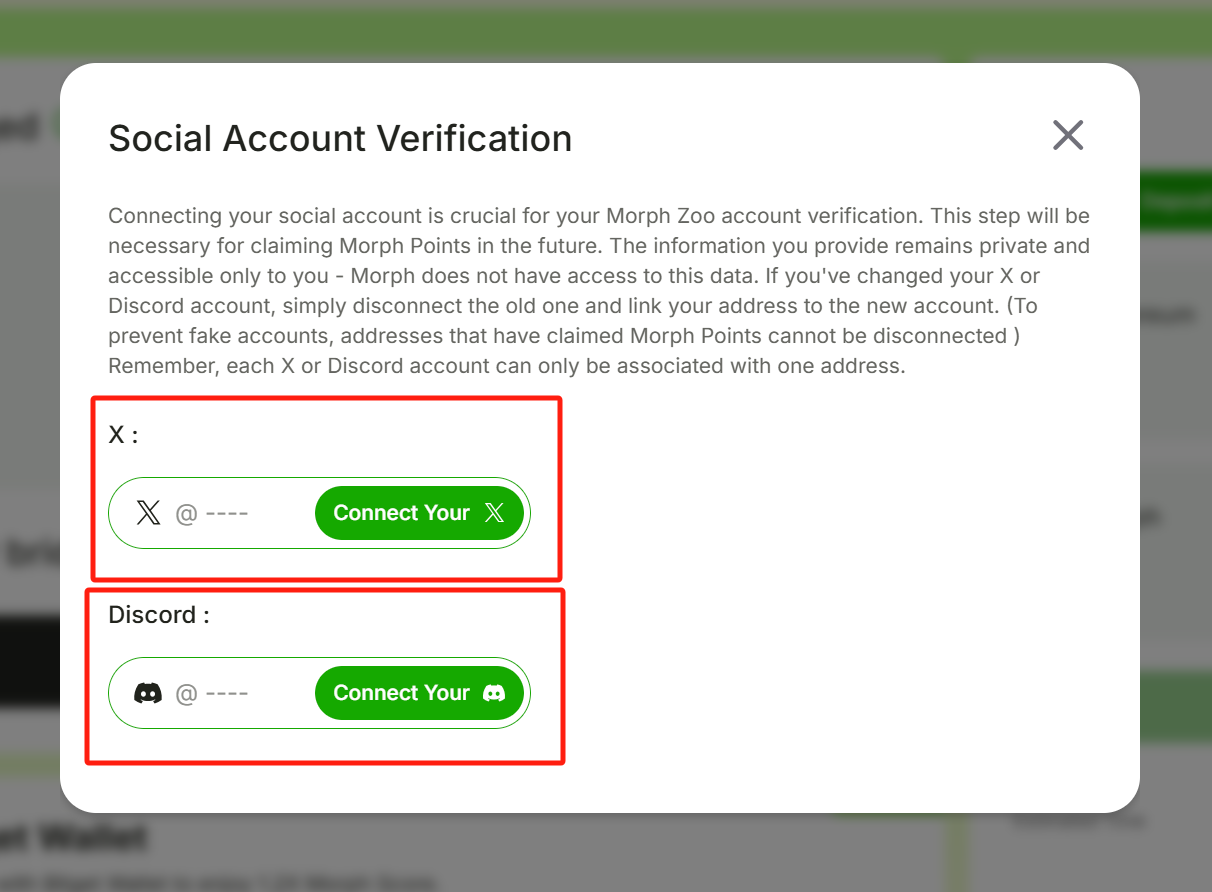 Social Account Verification
Connecting your social account is crucial for your Morph Zoo account verification. This step will be
necessary for claiming Morph Points in the future. The information you provide remains private and
accessible only to you - Morph does not have access to this data. If you've changed your X or
Discord account, simply disconnect the old one and link your address to the new account. (To
prevent fake accounts, addresses that have claimed Morph Points cannot be disconnected )
Remember, each X or Discord account can only be associated with one address.
X :
@ ---- Connect Your
Discord :
@ ---- Connect Your
et Wallet